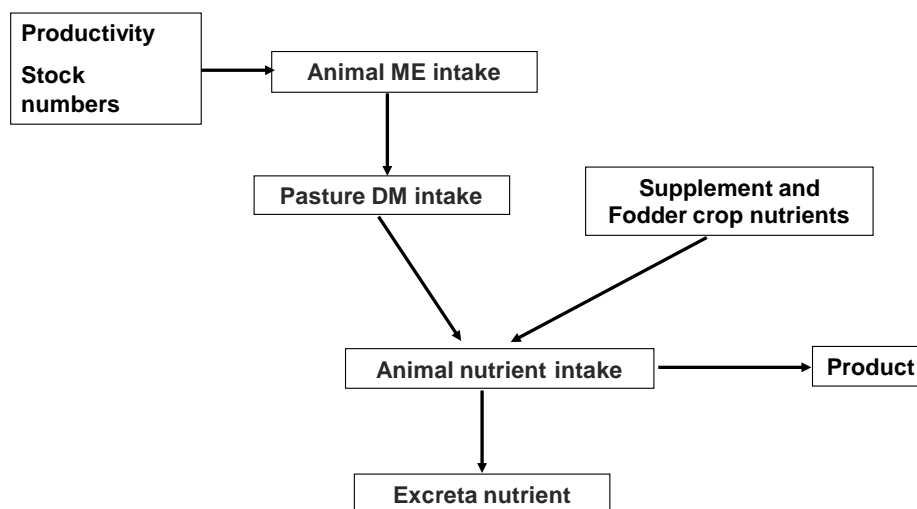 Productivity
Stock
numbers
Animal ME intake
Pasture DM intake
Supplement and
Fodder crop nutrients
Animal nutrient intake
Product
Excreta nutrient